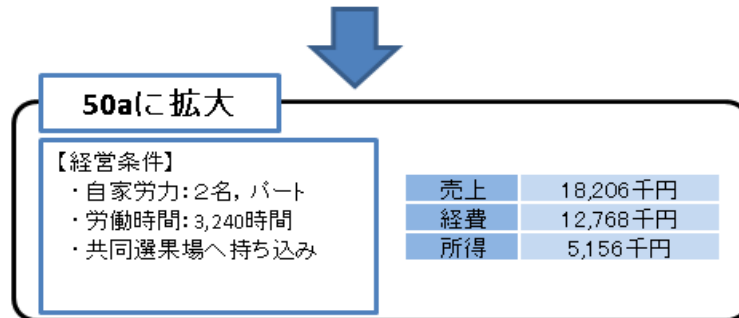 50aに拡大
【経営条件】
・自家労力：２名，パート
・労働時間：3,240時間
・共同選果場へ持ち込み
売上 18,206千円
経費 12,768千円
所得 5,156千円